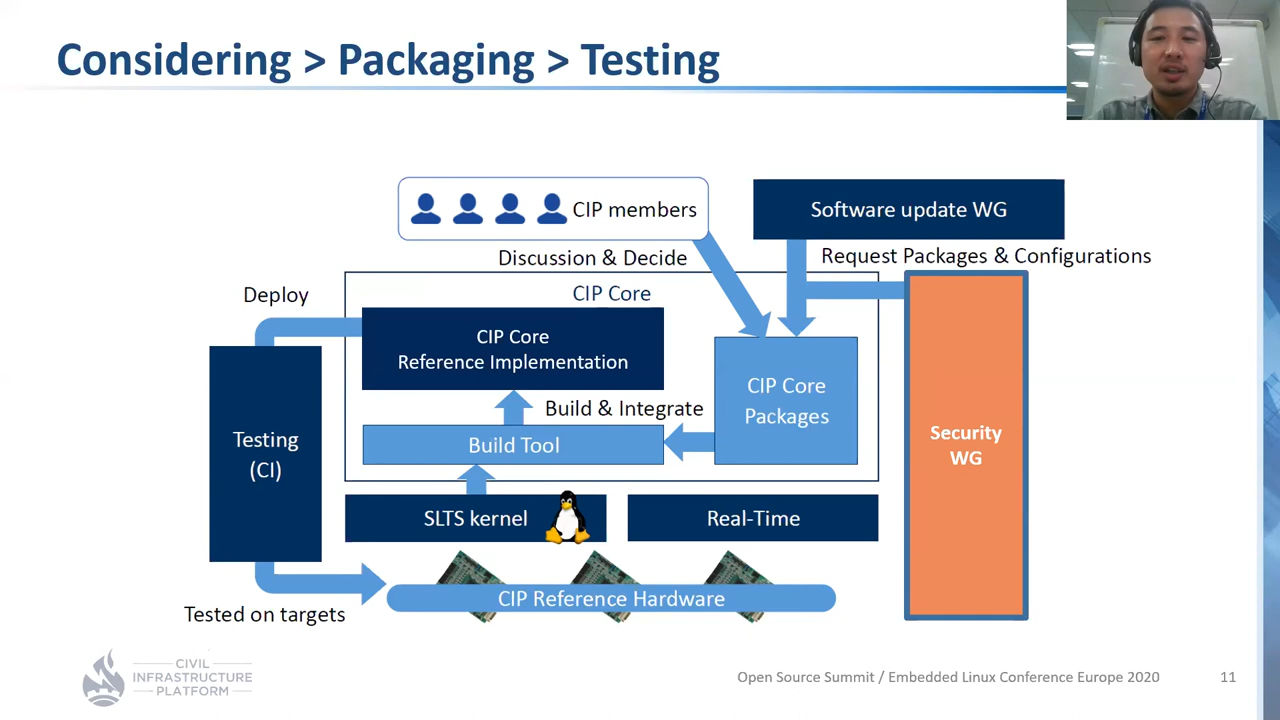 Considering > Packaging > Testing
CIP members
Software update WG
Discussion & Decide
Request Packages & Configurations
Deploy
CIP Core
CIP Core
Reference Implementation
CIP Core
Packages
Build & Integrate
Build Tool
Testing
(CI)
Security
WG
SLTS kernel
Real-Time
CIP Reference Hardware
Tested on targets
CIVIL
INFRASTRUCTURE
PLATFORM
Open Source Summit / Embedded Linux Conference Europe 2020
11